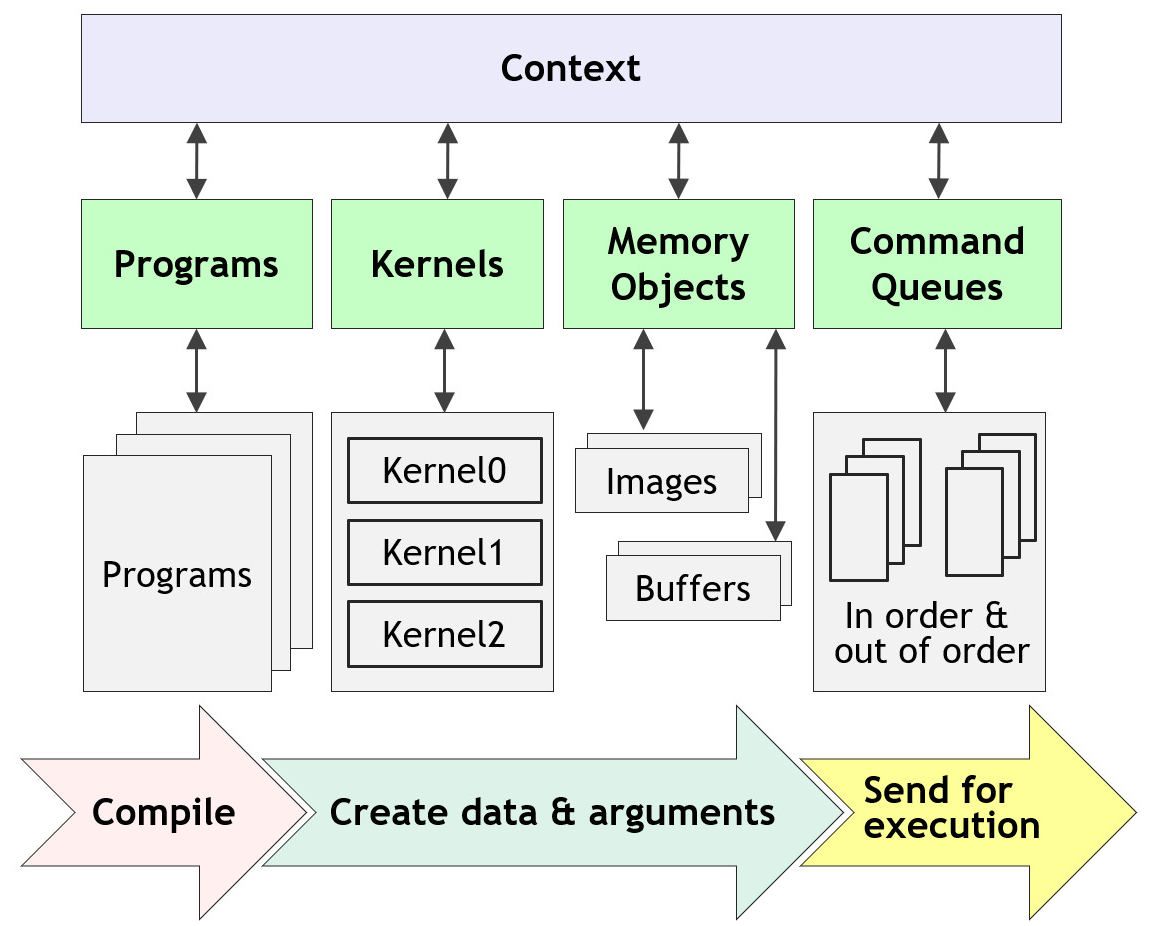 Context
Programs
Kernels
Memory
Objects
Command
Queues
Programs
Kernel0
Kernel1
Kernel2
Images
Buffers
In order &
out of order
Compile
Create data & arguments
Send for
execution